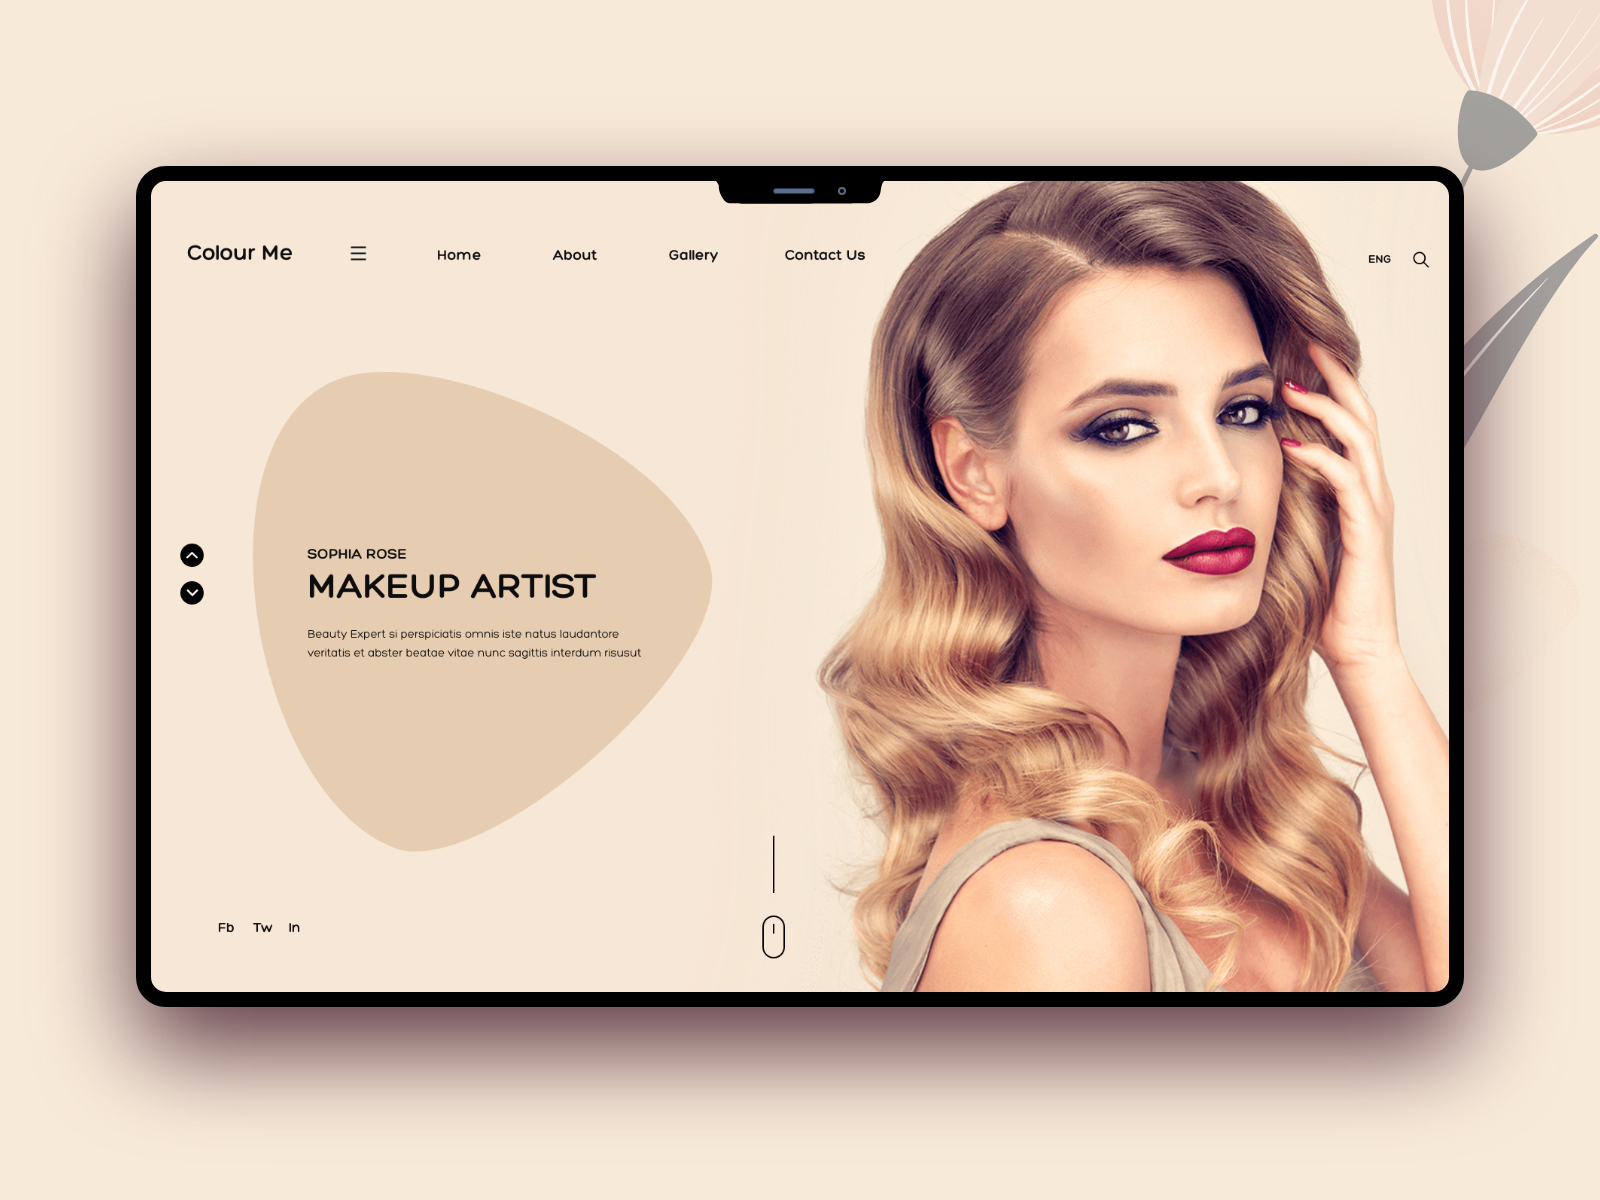 Colour Me
Home
About
Gallery
Contact Us
ENG
SOPHIA ROSE
MAKEUP ARTIST
Beauty Expert si perspiciatis omnis iste natus laudantore
veritatis et abster beatae vitae nunc sagittis interdum risusut
Fb Tw In